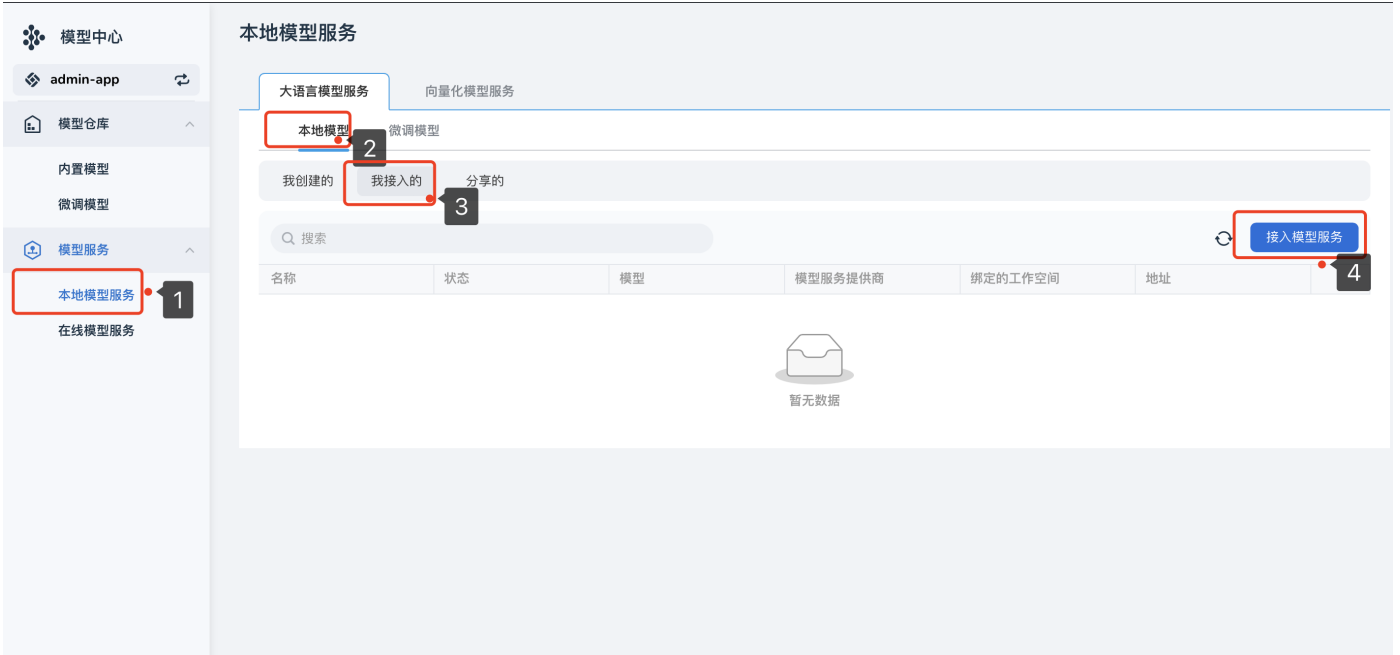 模型中心
admin-app
模型仓库
内置模型
微调模型
模型服务
本地模型服务
1
在线模型服务
本地模型服务
大语言模型服务 向量化模型服务
本地模型 微调模型
2
我创建的 我接入的 分享的
3
搜索
接入模型服务
4
名称 状态 模型 模型服务提供商 绑定的工作空间 地址
暂无数据